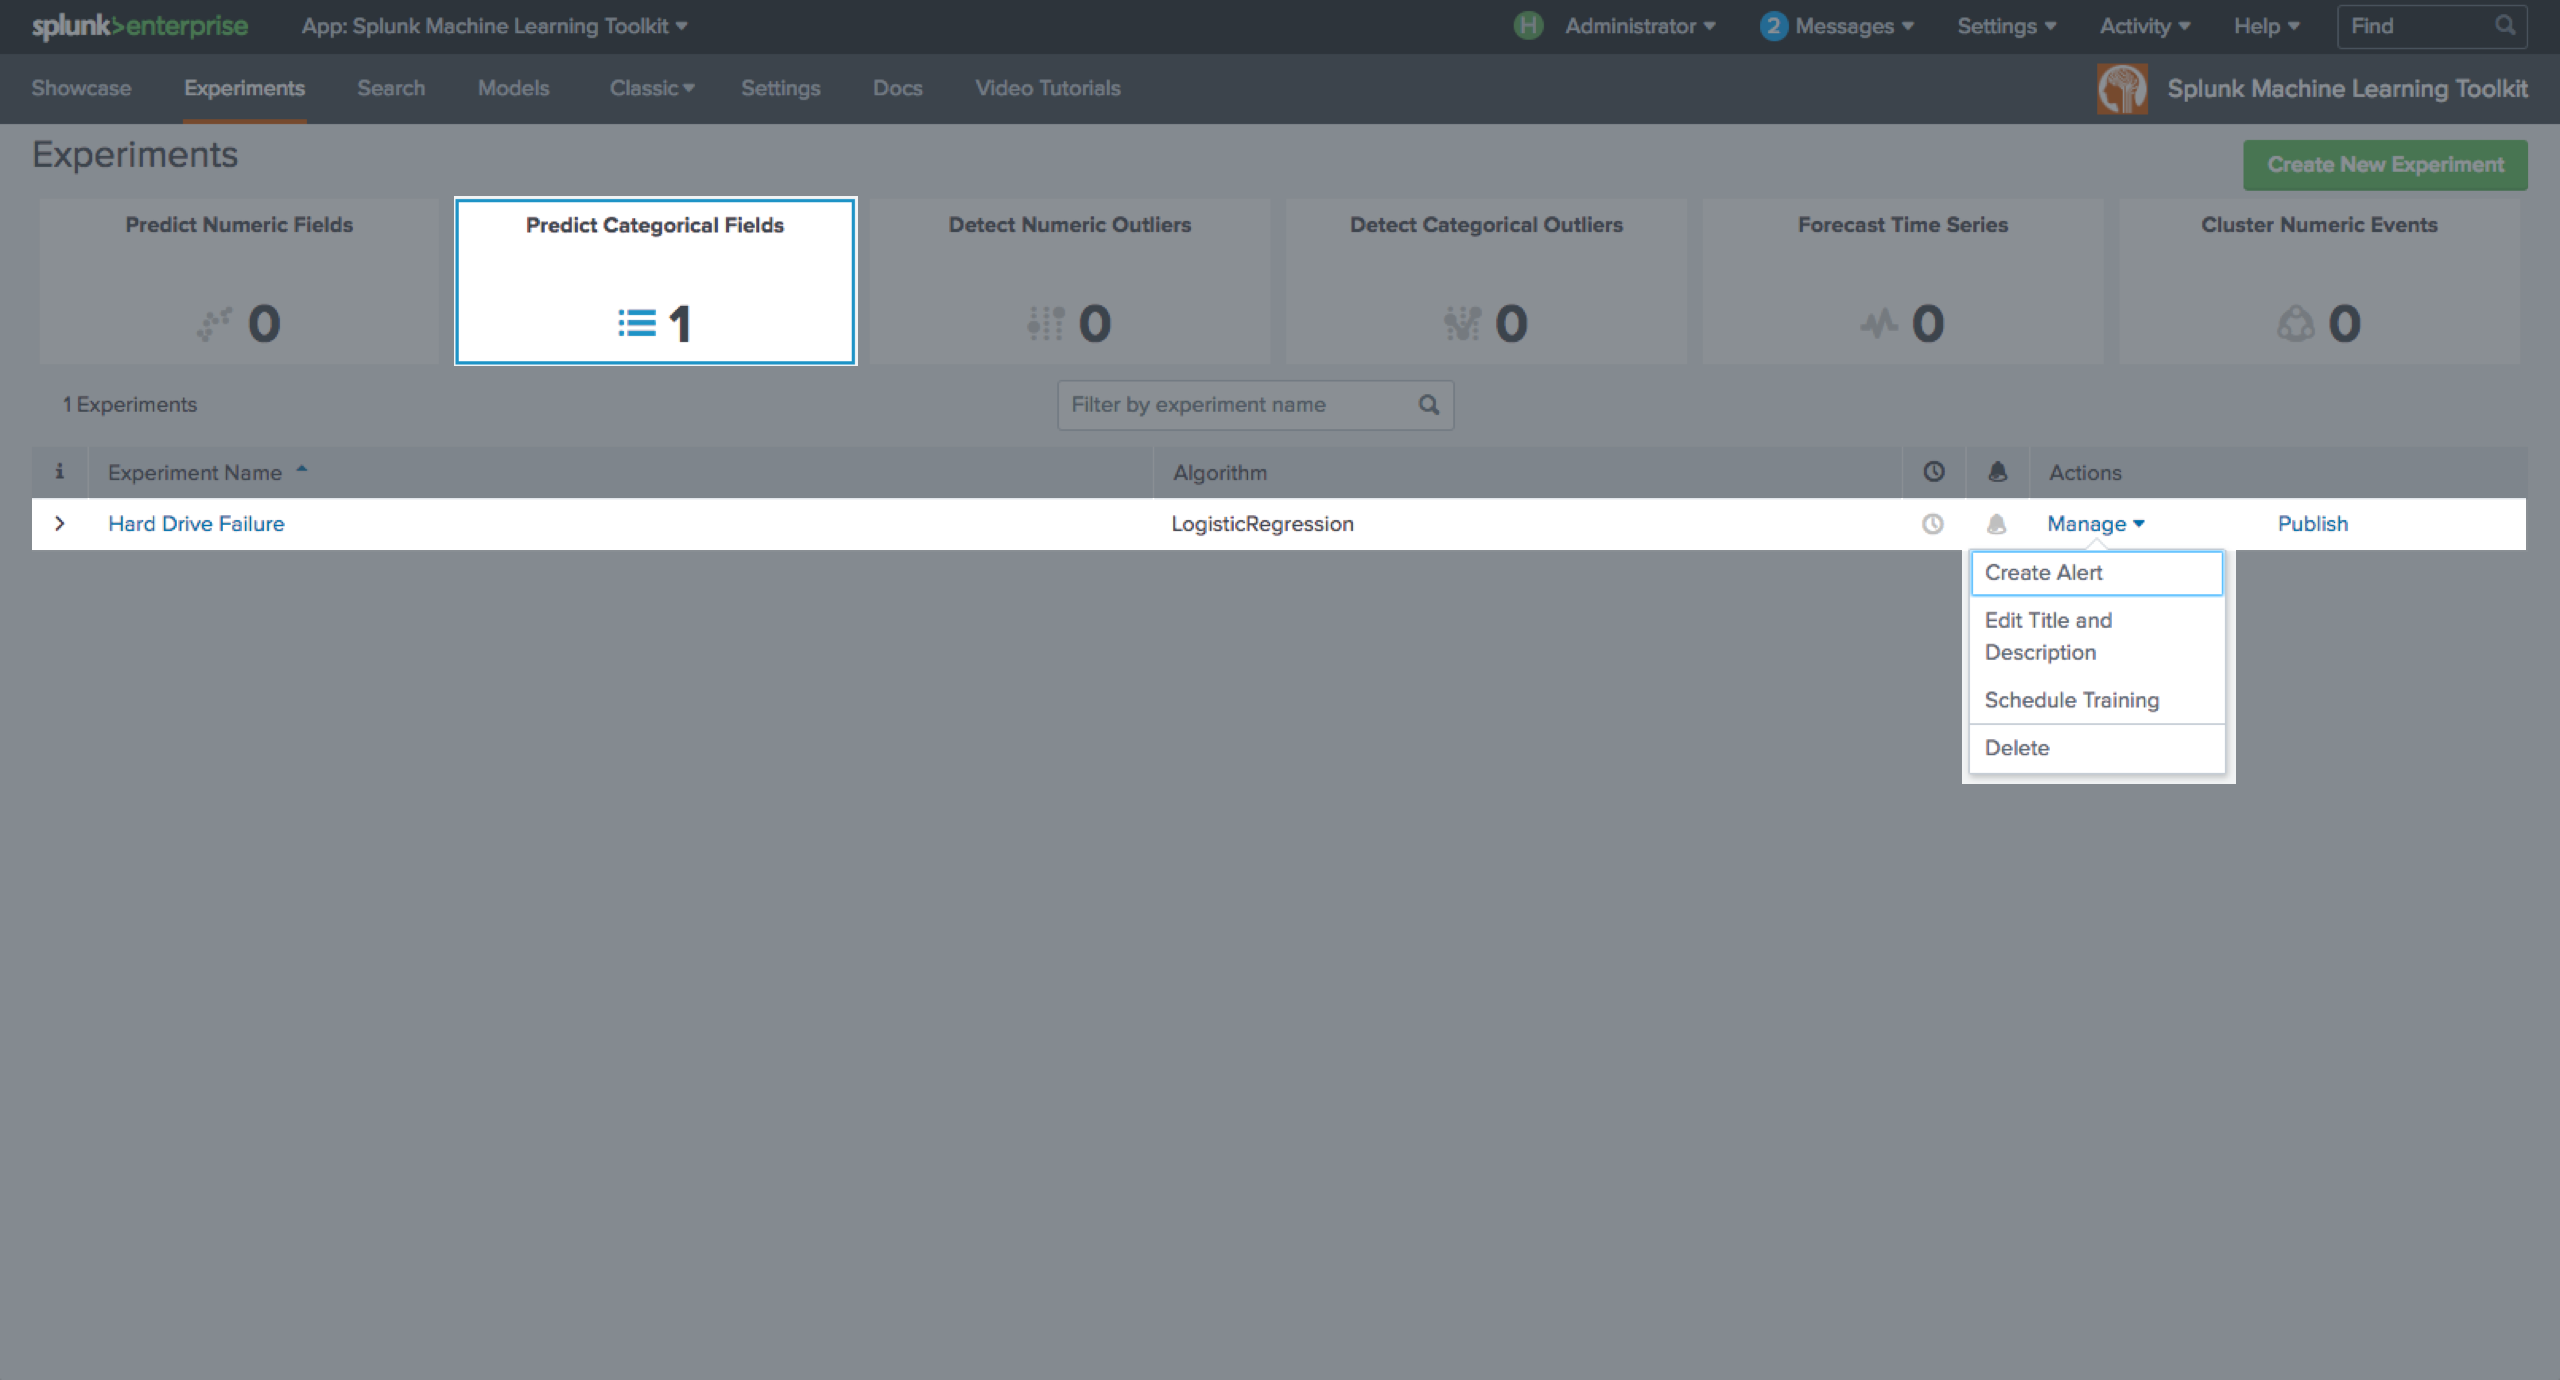 splunk>enterprise App: Splunk Machine Learning Toolkit H Administrator 2 Messages Settings Activity Help Find
Showcase Experiments Search Models Classic Settings Docs Video Tutorials Splunk Machine Learning Toolkit
Experiments
Create New Experiment
Predict Numeric Fields
0
Predict Categorical Fields
1
Detect Numeric Outliers
0
Detect Categorical Outliers
0
Forecast Time Series
0
Cluster Numeric Events
0
1 Experiments
Filter by experiment name
i Experiment Name Algorithm Actions
Hard Drive Failure LogisticRegression Manage Publish
Create Alert
Edit Title and
Description
Schedule Training
Delete